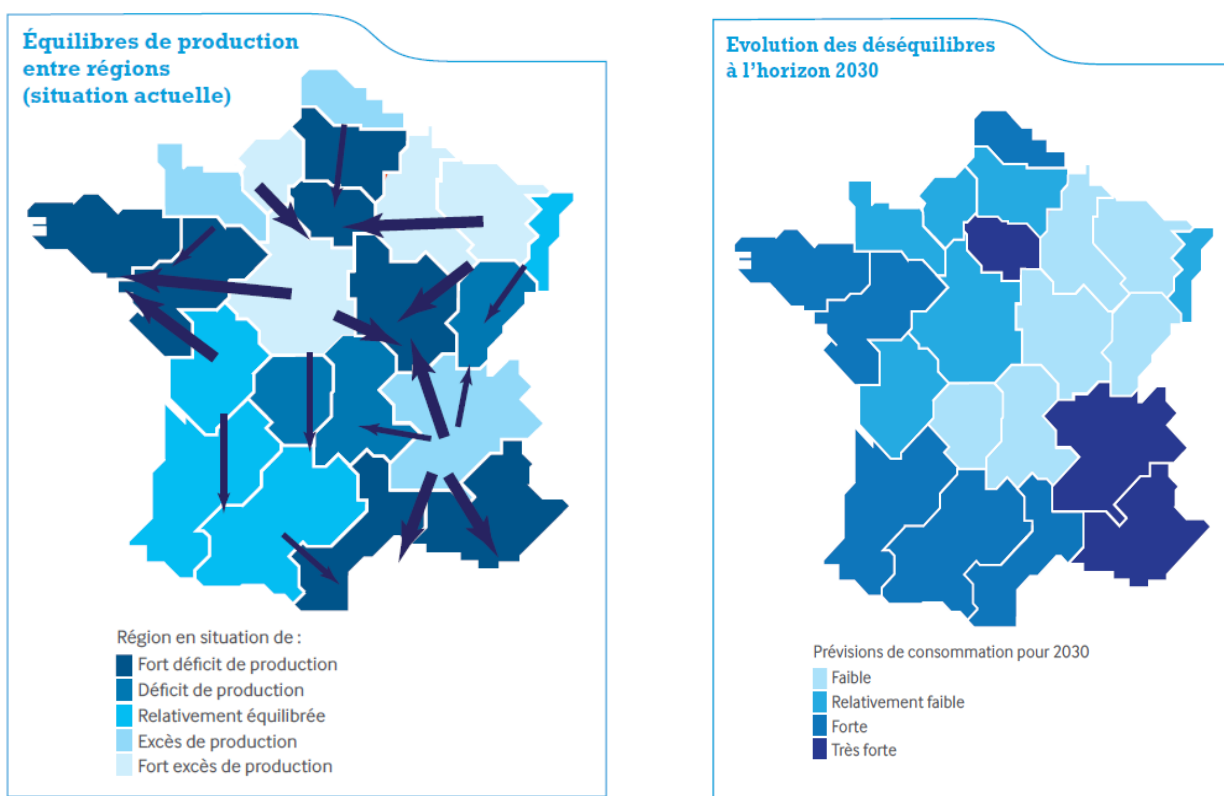 Équilibres de production
entre régions
(situation actuelle)
Région en situation de :
Fort déficit de production
Déficit de production
Relativement équilibrée
Excès de production
Fort excès de production
Evolution des déséquilibres
à l'horizon 2030
Prévisions de consommation pour 2030
Faible
Relativement faible
Forte
Très forte